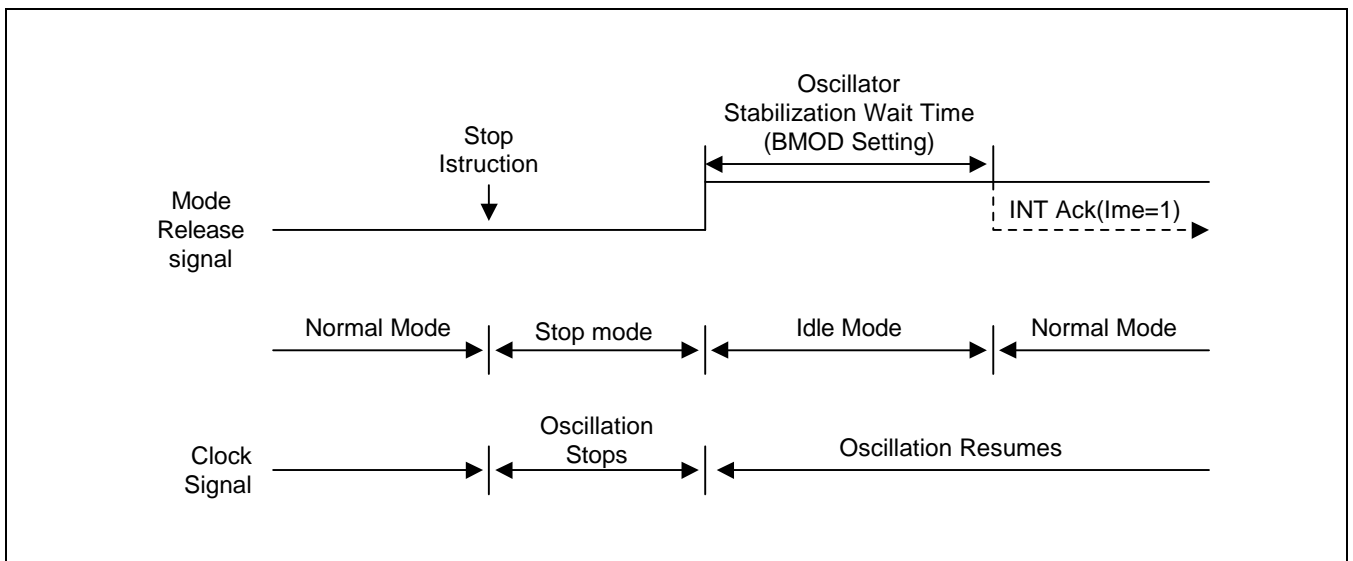 Oscillator
Stabilization Wait Time
(BMOD Setting)
Stop
Istruction
Mode
Release
signal
INT Ack(Ime=1)
Normal Mode
Stop mode
Idle Mode
Normal Mode
Clock
Signal
Oscillation
Stops
Oscillation Resumes